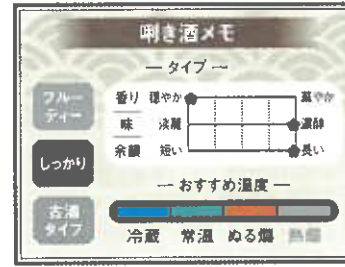 唎き酒メモ
― タイプ ―
フルーティー
しっかり
古酒タイプ
香り 穏やか 華やか
味 淡麗 濃醇
余韻 短い 長い
― おすすめ温度 ―
冷蔵 常温 ぬる燗 熱燗